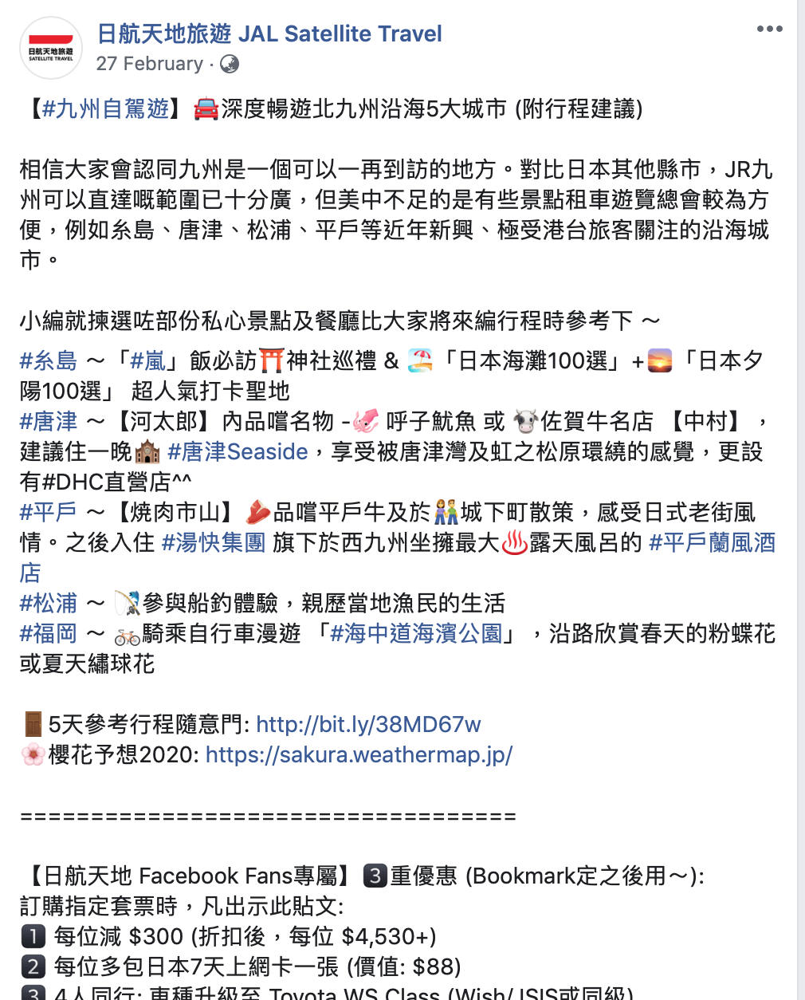 日航天地旅遊
SATELLITE TRAVEL
日航天地旅遊 JAL Satellite Travel
27 February ·
【#九州自駕遊】🚘深度暢遊北九州沿海5大城市 (附行程建議)
相信大家會認同九州是一個可以一再到訪的地方。對比日本其他縣市，JR九
州可以直達嘅範圍已十分廣，但美中不足的是有些景點租車遊覽總會較為方
便，例如糸島、唐津、松浦、平戶等近年新興、極受港台旅客關注的沿海城
市。
小編就揀選咗部份私心景點及餐廳比大家將來編行程時參考下 ～
#糸島 ～「#嵐」飯必訪⛩神社巡禮 & 🏖「日本海灘100選」+🌅「日本夕
陽100選」 超人氣打卡聖地
#唐津 ～【河太郎】內品嚐名物 -🦑 呼子魷魚 或 🐮佐賀牛名店 【中村】，
建議住一晚🏰 #唐津Seaside，享受被唐津灣及虹之松原環繞的感覺，更設
有#DHC直營店^^
#平戶 ～【燒肉市山】🥩品嚐平戶牛及於👫城下町散策，感受日式老街風
情。之後入住 #湯快集團 旗下於西九州坐擁最大♨露天風呂的 #平戶蘭風酒
店
#松浦 ～ 🎣參與船釣體驗，親歷當地漁民的生活
#福岡 ～ 🚲騎乘自行車漫遊 「#海中道海濱公園」，沿路欣賞春天的粉蝶花
或夏天繡球花
🚪5天參考行程隨意門: http://bit.ly/38MD67w
🌸櫻花予想2020: https://sakura.weathermap.jp/
===================================
【日航天地 Facebook Fans專屬】3️⃣重優惠 (Bookmark定之後用～):
訂購指定套票時，凡出示此貼文:
1️⃣ 每位減 $300 (折扣後，每位 $4,530+)
2️⃣ 每位多包日本7天上網卡一張 (價值: $88)
3️⃣ 4人同行: 車種升級至 Toyota WS Class (Wish/ ISIS或同級)